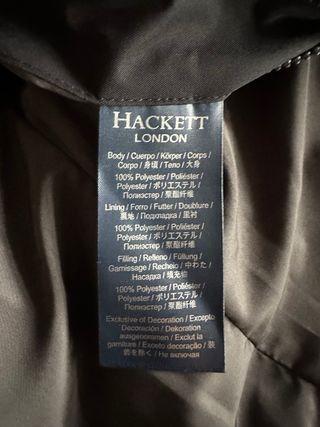 HACKETT
LONDON
Body / Cuerpo / Körper / Corps /
Corpo / 身頃 / Тело / 大身
100% Polyester / Poliéster /
Polyester / ポリエステル /
Полиэстер / 聚酯纤维
Lining / Forro / Futter / Doublure /
裏地 / Подкладка / 里衬
100% Polyester / Poliéster /
Polyester / ポリエステル /
Полиэстер / 聚酯纤维
Filling / Relleno / Füllung /
Garnissage / Recheio / 中わた /
Насадка / 填充物
100% Polyester / Poliéster /
Polyester / ポリエステル /
Полиэстер / 聚酯纤维
Exclusive of Decoration / Excepto
Decoración / Dekoration
ausgenommen / Exclut la
garniture / Exceto decoração / 装
飾を除く / Не включая